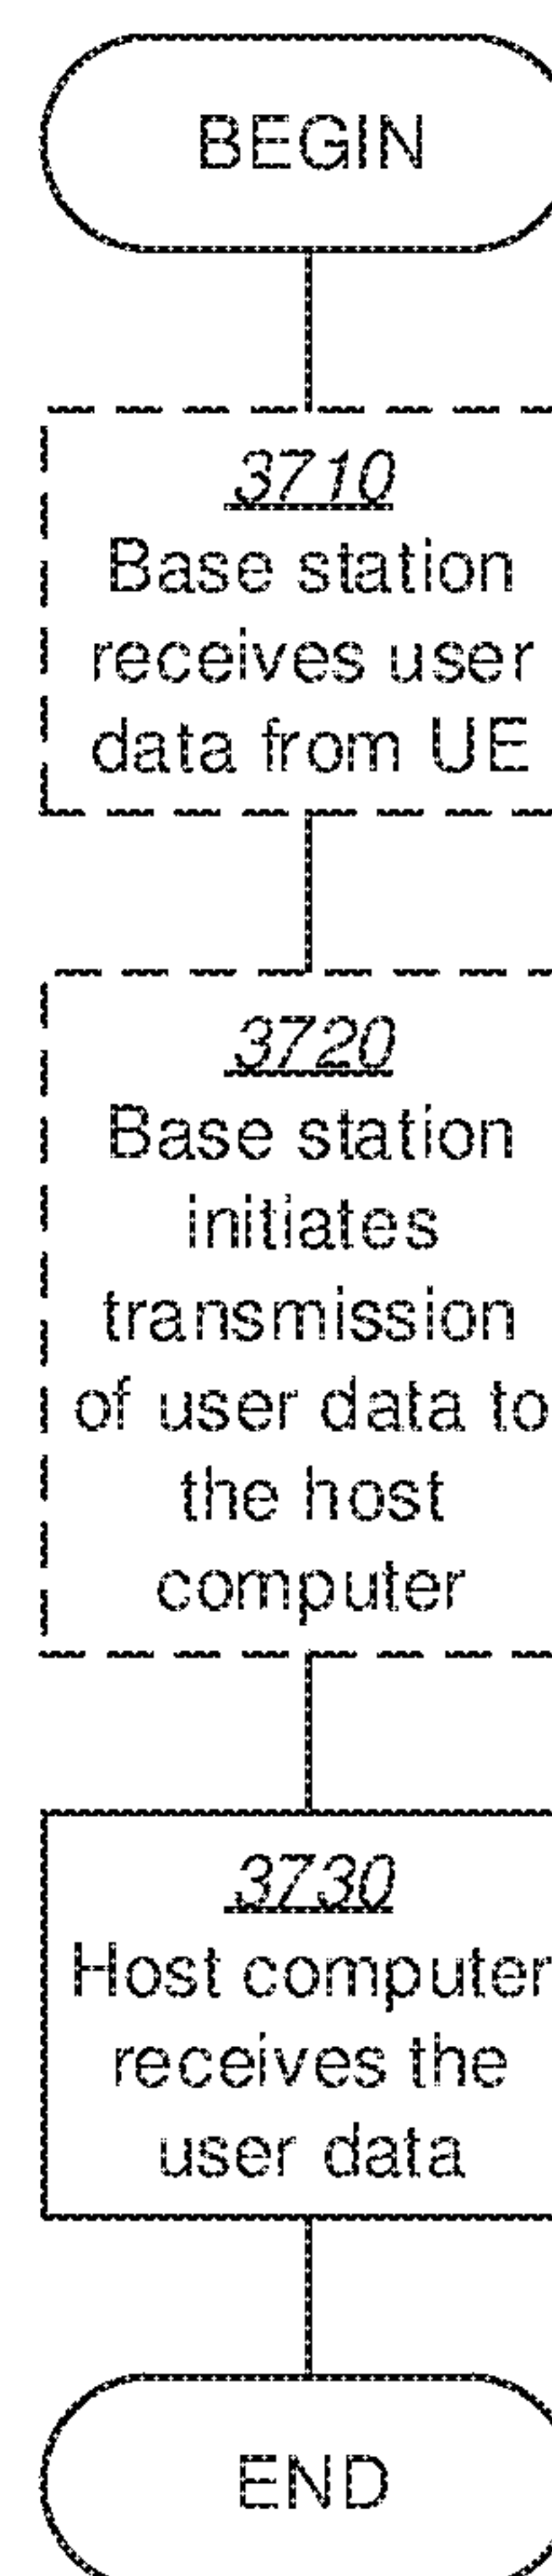 BEGIN
3710
Base station
receives user
data from UE
3720
Base station
initiates
transmission
of user data to
the host
computer
3730
Host computer
receives the
user data
END